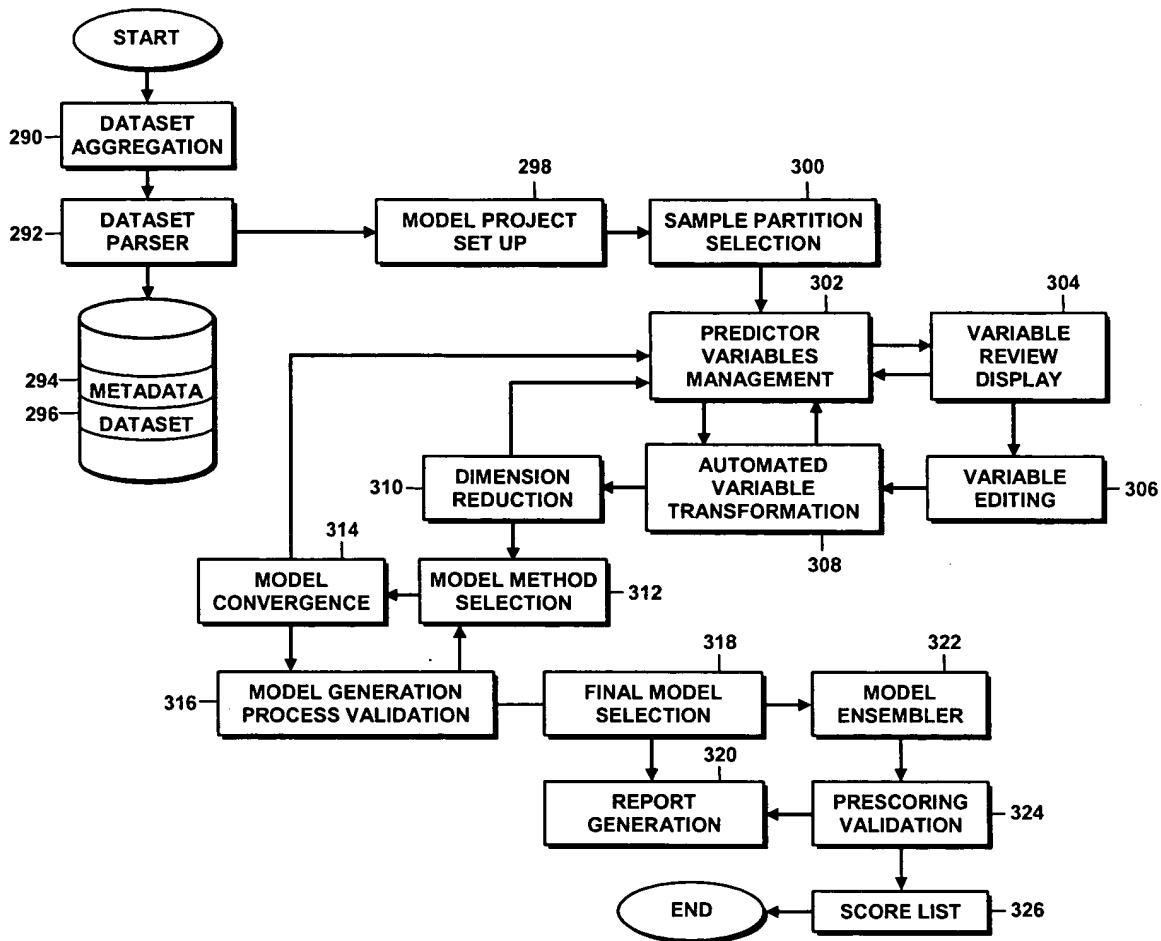 START
290
DATASET
AGGREGATION
298
300
292
DATASET
PARSER
MODEL PROJECT
SET UP
SAMPLE PARTITION
SELECTION
302
304
PREDICTOR
VARIABLES
MANAGEMENT
VARIABLE
REVIEW
DISPLAY
294
METADATA
296
DATASET
310
DIMENSION
REDUCTION
AUTOMATED
VARIABLE
TRANSFORMATION
VARIABLE
EDITING
306
308
314
MODEL
CONVERGENCE
MODEL METHOD
SELECTION
312
318
322
316
MODEL GENERATION
PROCESS VALIDATION
FINAL MODEL
SELECTION
MODEL
ENSEMBLER
320
REPORT
GENERATION
PRESCORING
VALIDATION
324
END
SCORE LIST
326